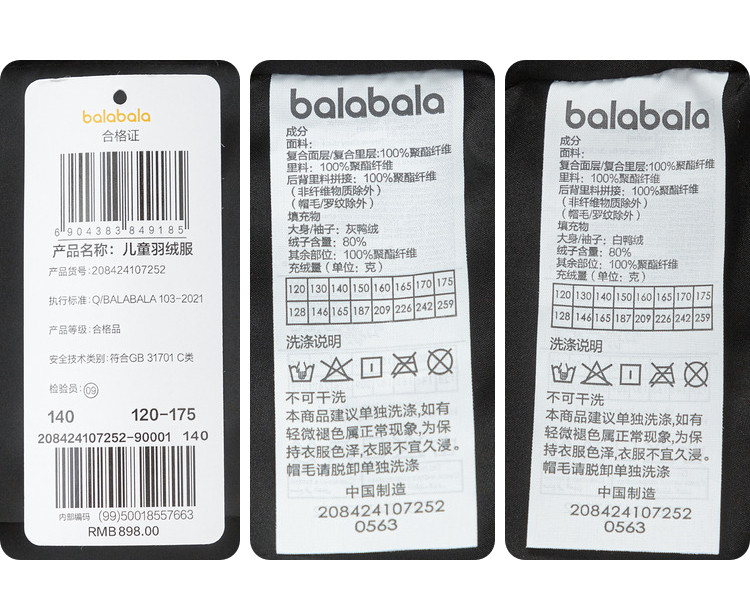 balabala
合格证
6 904383 849185
产品名称：儿童羽绒服
产品货号：208424107252
执行标准：Q/BALABALA 103-2021
产品等级：合格品
安全技术类别：符合GB 31701 C类
检验员：09
140 120-175
208424107252-90001 140
内部编码 (99)50018557663
RMB 898.00
balabala
成分
面料：
复合面层/复合里层：100%聚酯纤维
里料：100%聚酯纤维
后背里料拼接：100%聚酯纤维
（非纤维物质除外）
（帽毛/罗纹除外）
填充物
大身/袖子：灰鸭绒
绒子含量：80%
其余部位：100%聚酯纤维
充绒量（单位：克）
120 130 140 150 160 165 170 175
128 146 165 187 209 226 242 259
洗涤说明
不可干洗
本商品建议单独洗涤,如有
轻微褪色属正常现象,为保
持衣服色泽,衣服不宜久浸。
帽毛请脱卸单独洗涤
中国制造
208424107252
0563
balabala
成分
面料：
复合面层/复合里层:100%聚酯纤维
里料：100%聚酯纤维
后背里料拼接：100%聚酯纤维
（非纤维物质除外）
（帽毛/罗纹除外）
填充物
大身/袖子：白鸭绒
绒子含量：80%
其余部位：100%聚酯纤维
充绒量（单位：克）
120 130 140 150 160 165 170 175
128 146 165 187 209 226 242 259
洗涤说明
不可干洗
本商品建议单独洗涤,如有
轻微褪色属正常现象,为保
持衣服色泽,衣服不宜久浸。
帽毛请脱卸单独洗涤
中国制造
208424107252
0563